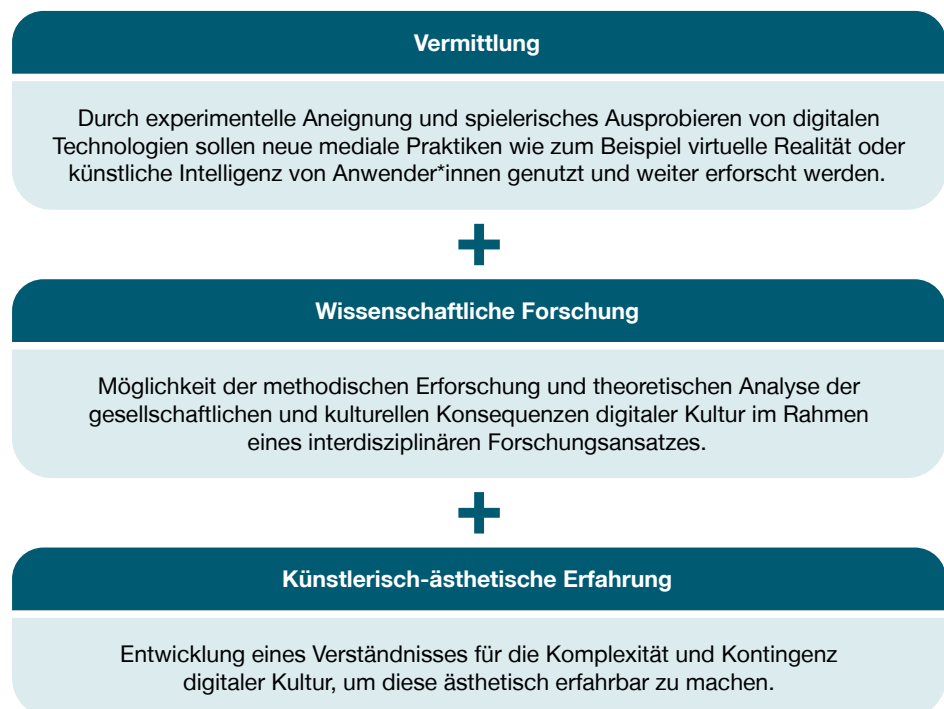 Vermittlung
Durch experimentelle Aneignung und spielerisches Ausprobieren von digitalen
Technologien sollen neue mediale Praktiken wie zum Beispiel virtuelle Realität oder
künstliche Intelligenz von Anwender*innen genutzt und weiter erforscht werden.
+
Wissenschaftliche Forschung
Möglichkeit der methodischen Erforschung und theoretischen Analyse der
gesellschaftlichen und kulturellen Konsequenzen digitaler Kultur im Rahmen
eines interdisziplinären Forschungsansatzes.
+
Künstlerisch-ästhetische Erfahrung
Entwicklung eines Verständnisses für die Komplexität und Kontingenz
digitaler Kultur, um diese ästhetisch erfahrbar zu machen.